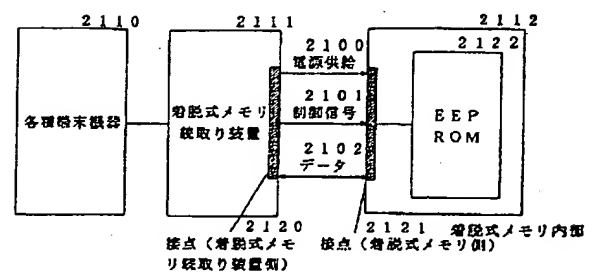 2110
2111
2112
2100
電源供給
2122
各種端末機器
着脱式メモリ
読取り装置
2101
制御信号
EEP
ROM
2102
データ
2120
2121
着脱式メモリ内部
接点(着脱式メモ
リ読取り装置側)
接点(着脱式メモリ側)